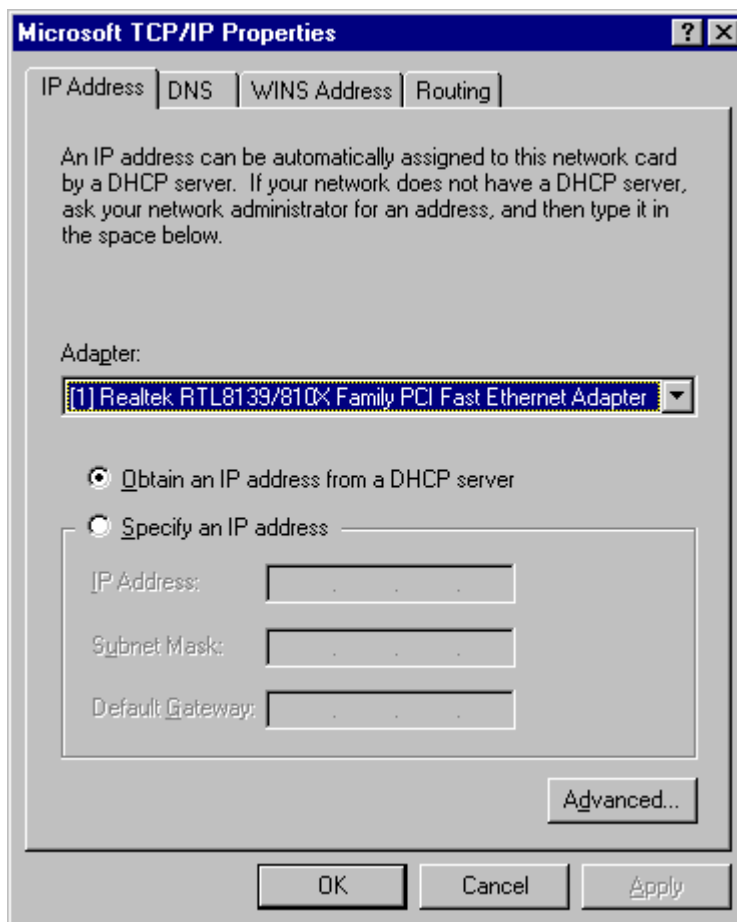 Microsoft TCP/IP Properties
IP Address DNS WINS Address Routing
An IP address can be automatically assigned to this network card
by a DHCP server. If your network does not have a DHCP server,
ask your network administrator for an address, and then type it in
the space below.
Adapter:
[1] Realtek RTL8139/810X Family PCI Fast Ethernet Adapter
Obtain an IP address from a DHCP server
Specify an IP address
IP Address: . . .
Subnet Mask: . . .
Default Gateway: . . .
Advanced...
OK Cancel Apply